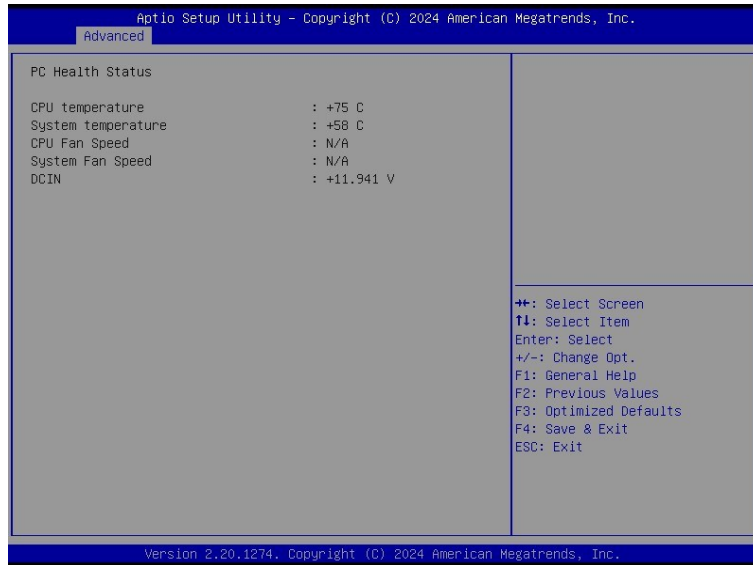 Aptio Setup Utility – Copyright (C) 2024 American Megatrends, Inc.
Advanced
PC Health Status
CPU temperature : +75 C
System temperature : +58 C
CPU Fan Speed : N/A
System Fan Speed : N/A
DCIN : +11.941 V
→←: Select Screen
↑↓: Select Item
Enter: Select
+/-: Change Opt.
F1: General Help
F2: Previous Values
F3: Optimized Defaults
F4: Save & Exit
ESC: Exit
Version 2.20.1274. Copyright (C) 2024 American Megatrends, Inc.